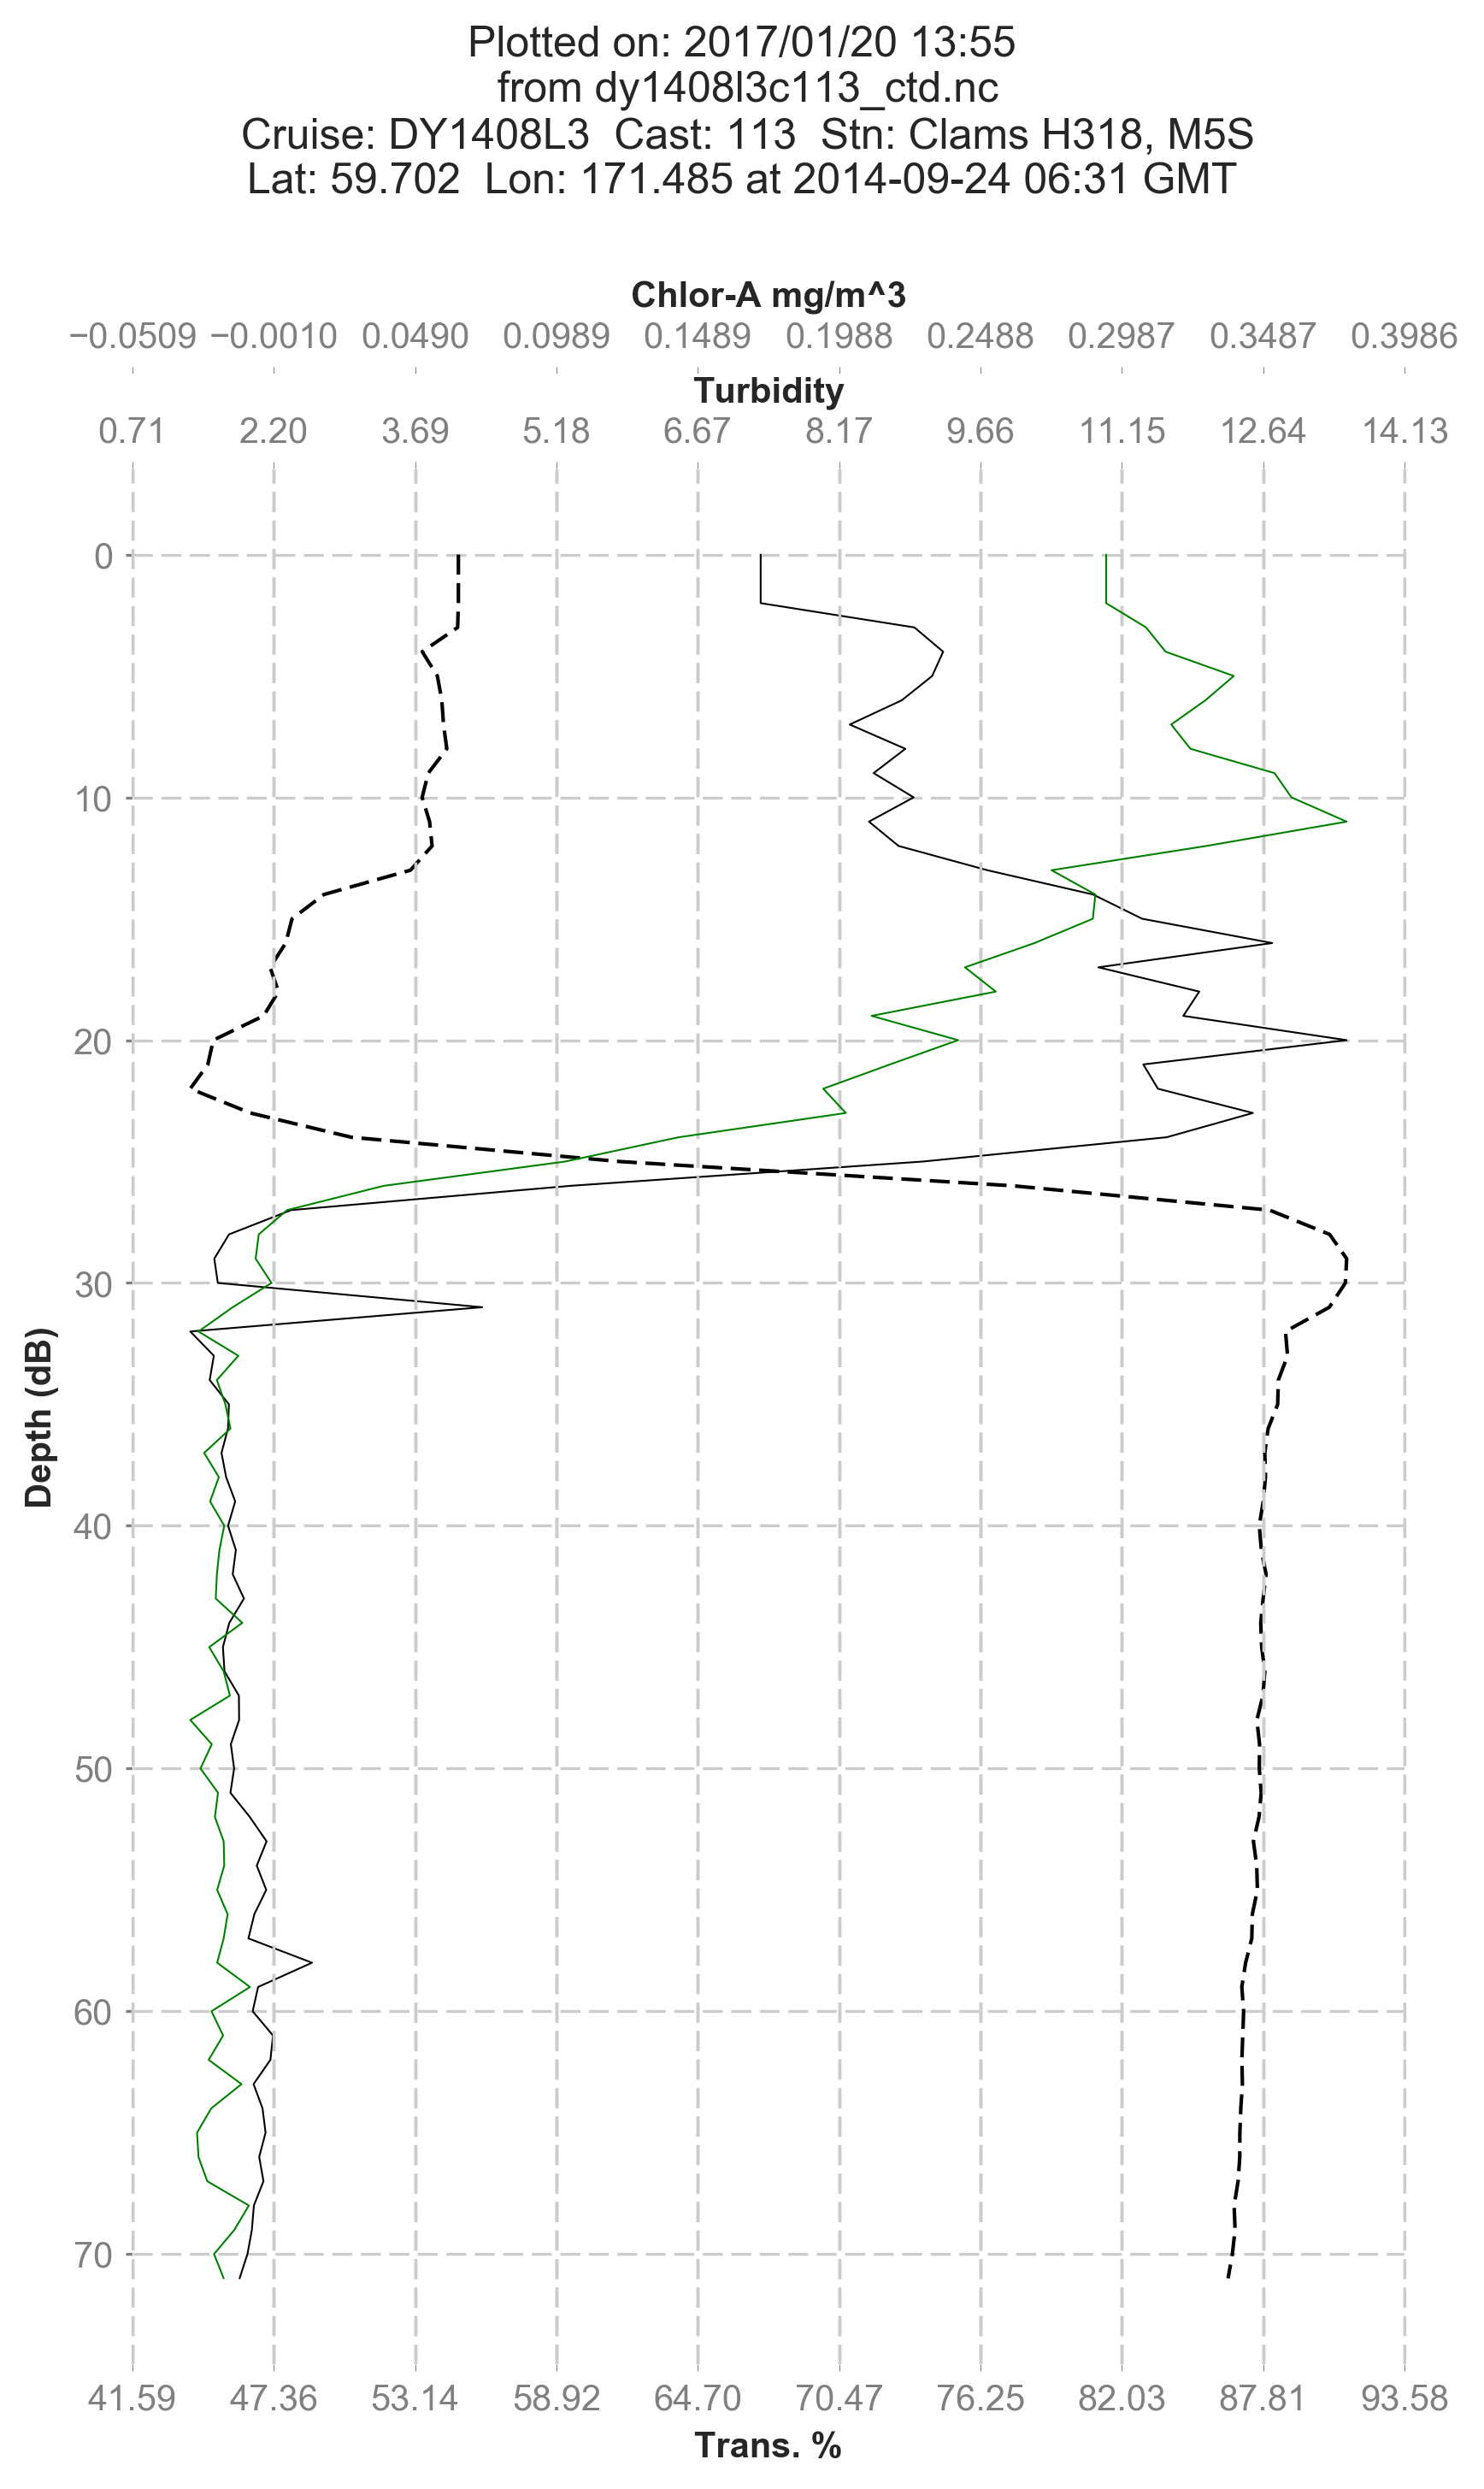 Plotted on: 2017/01/20 13:55
from dy1408l3c113_ctd.nc
Cruise: DY1408L3  Cast: 113  Stn: Clams H318, M5S
Lat: 59.702  Lon: 171.485 at 2014-09-24 06:31 GMT
Chlor-A mg/m^3
−0.0509 −0.0010 0.0490 0.0989 0.1489 0.1988 0.2488 0.2987 0.3487 0.3986
Turbidity
0.71 2.20 3.69 5.18 6.67 8.17 9.66 11.15 12.64 14.13
0
10
20
30
Depth (dB)
40
50
60
70
41.59 47.36 53.14 58.92 64.70 70.47 76.25 82.03 87.81 93.58
Trans. %